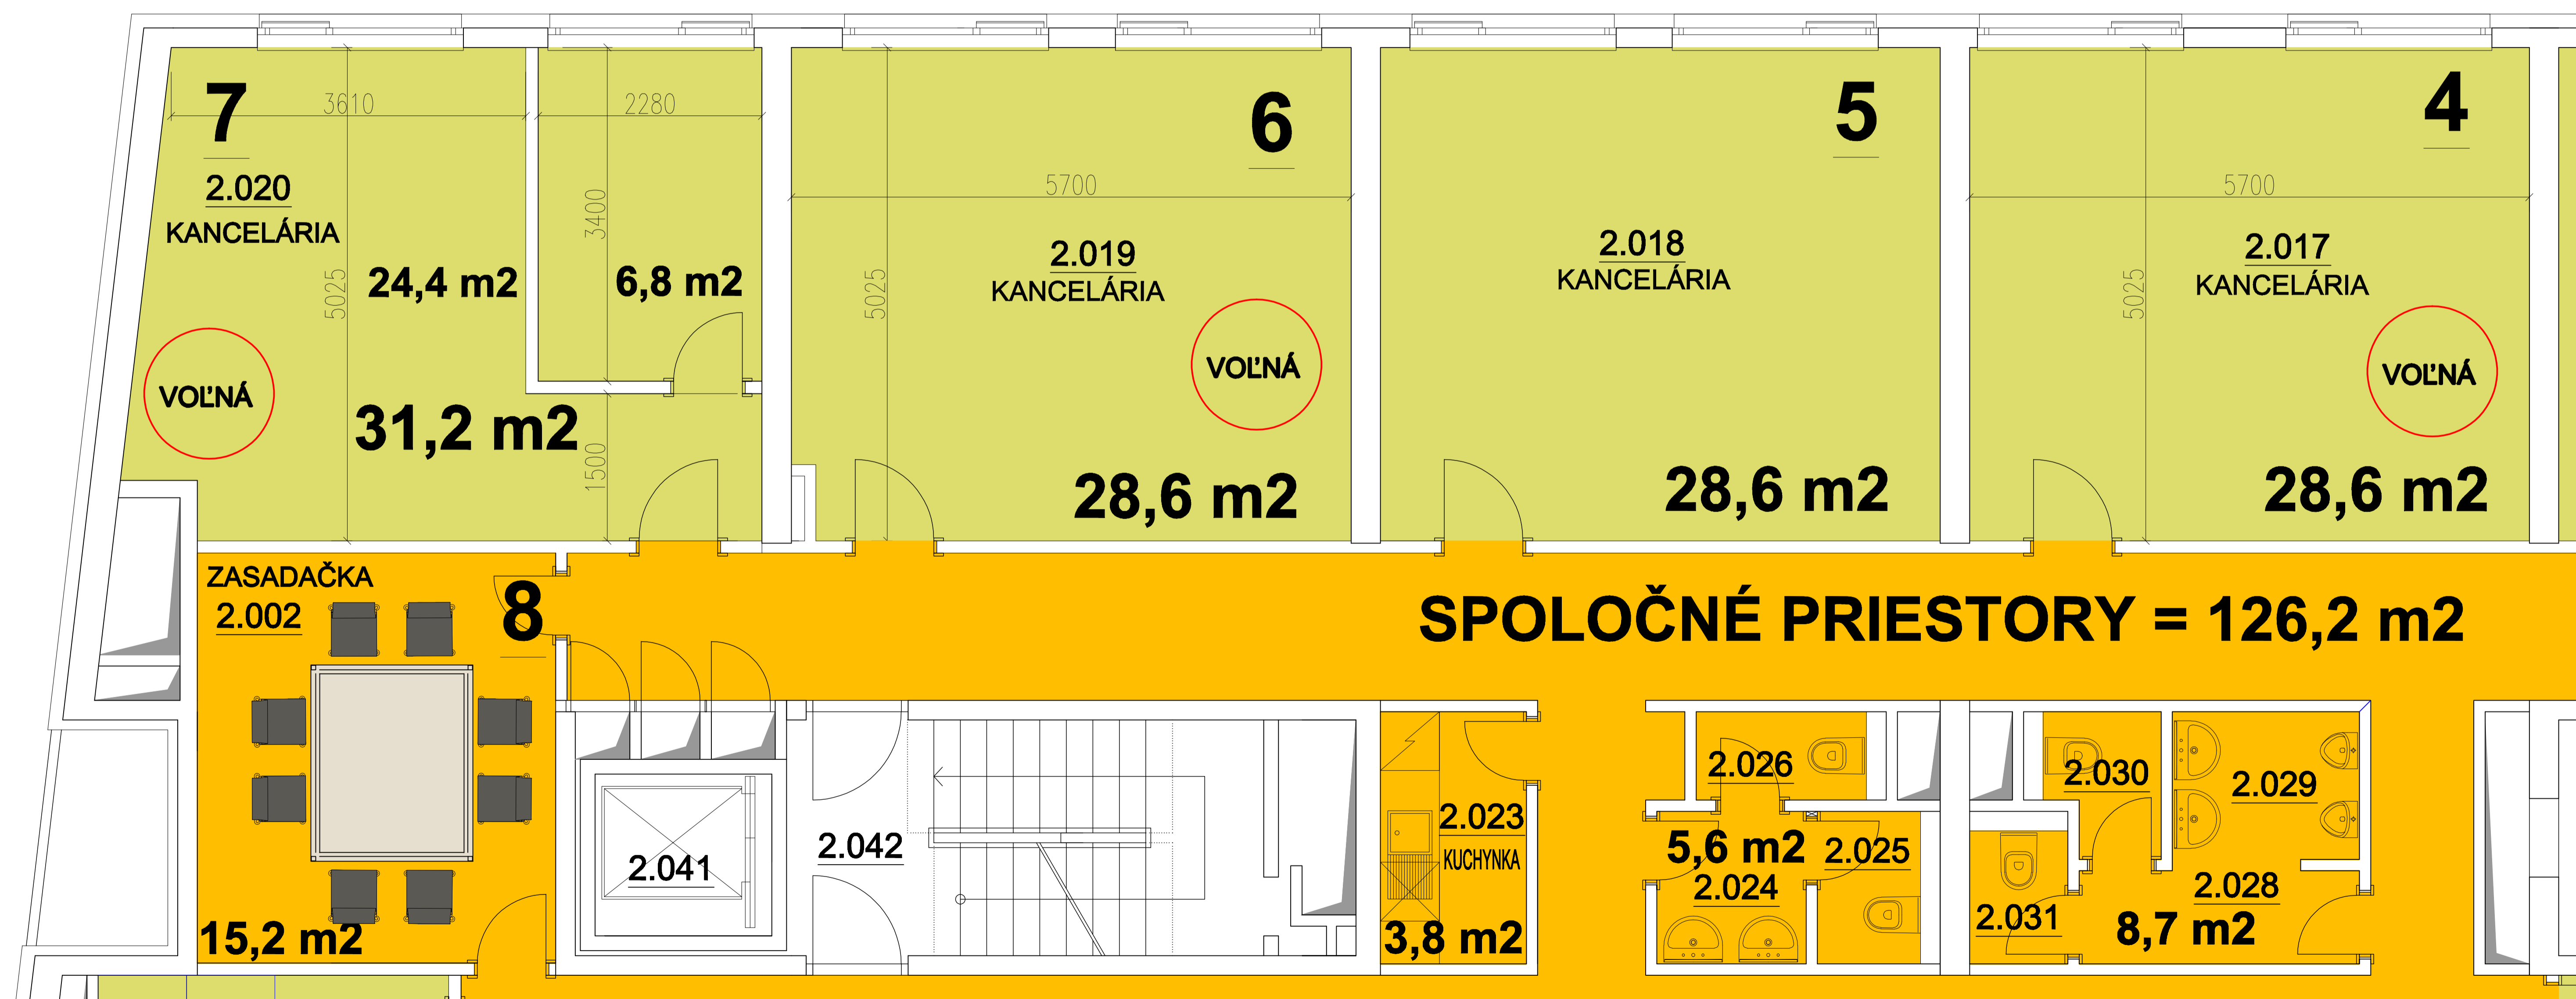 7
3610
2280
6
5
4
2.020
KANCELÁRIA
3400
5700
5700
24,4 m2
6,8 m2
5025
2.019
KANCELÁRIA
5025
2.018
KANCELÁRIA
2.017
KANCELÁRIA
5025
VOĽNÁ
VOĽNÁ
VOĽNÁ
31,2 m2
1500
28,6 m2
28,6 m2
28,6 m2
ZASADAČKA
2.002
8
SPOLOČNÉ PRIESTORY = 126,2 m2
15,2 m2
2.041
2.042
2.023
KUCHYNKA
3,8 m2
2.026
5,6 m2
2.025
2.024
2.030
2.029
2.028
2.031
8,7 m2